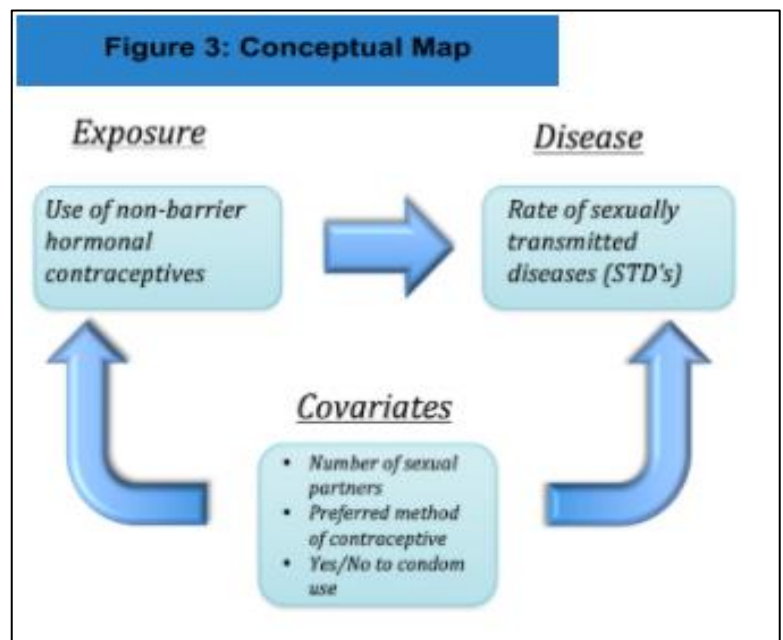 Figure 3: Conceptual Map
Exposure
Disease
Use of non-barrier
hormonal
contraceptives
Rate of sexually
transmitted
diseases (STD's)
Covariates
• Number of sexual
partners
• Preferred method
of contraceptive
• Yes/No to condom
use